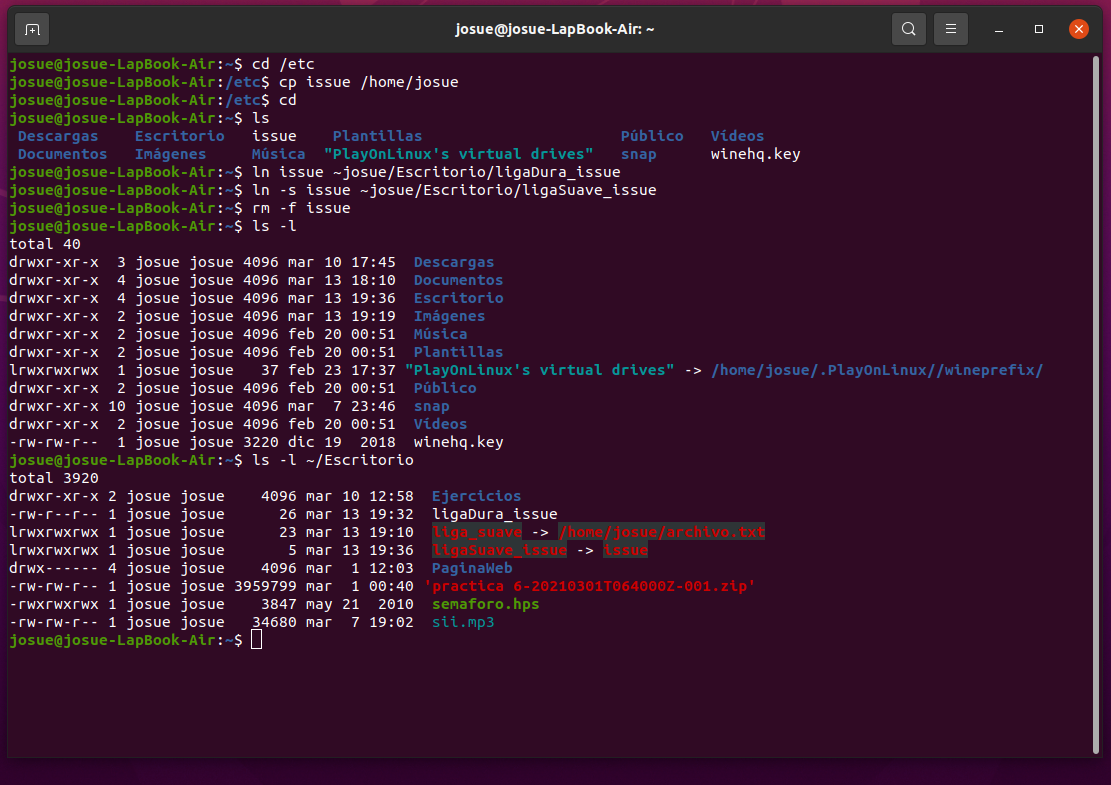 josue@josue-LapBook-Air: ~
josue@josue-LapBook-Air:~$ cd /etc
josue@josue-LapBook-Air:/etc$ cp issue /home/josue
josue@josue-LapBook-Air:/etc$ cd
josue@josue-LapBook-Air:~$ ls
 Descargas    Escritorio   issue    Plantillas                      Público   Vídeos
 Documentos   Imágenes     Música  "PlayOnLinux's virtual drives"   snap      winehq.key
josue@josue-LapBook-Air:~$ ln issue ~josue/Escritorio/ligaDura_issue
josue@josue-LapBook-Air:~$ ln -s issue ~josue/Escritorio/ligaSuave_issue
josue@josue-LapBook-Air:~$ rm -f issue
josue@josue-LapBook-Air:~$ ls -l
total 40
drwxr-xr-x  3 josue josue 4096 mar 10 17:45  Descargas
drwxr-xr-x  4 josue josue 4096 mar 13 18:10  Documentos
drwxr-xr-x  4 josue josue 4096 mar 13 19:36  Escritorio
drwxr-xr-x  2 josue josue 4096 mar 13 19:19  Imágenes
drwxr-xr-x  2 josue josue 4096 feb 20 00:51  Música
drwxr-xr-x  2 josue josue 4096 feb 20 00:51  Plantillas
lrwxrwxrwx  1 josue josue   37 feb 23 17:37 "PlayOnLinux's virtual drives" -> /home/josue/.PlayOnLinux//wineprefix/
drwxr-xr-x  2 josue josue 4096 feb 20 00:51  Público
drwxr-xr-x 10 josue josue 4096 mar  7 23:46  snap
drwxr-xr-x  2 josue josue 4096 feb 20 00:51  Vídeos
-rw-rw-r--  1 josue josue 3220 dic 19  2018  winehq.key
josue@josue-LapBook-Air:~$ ls -l ~/Escritorio
total 3920
drwxr-xr-x 2 josue josue    4096 mar 10 12:58  Ejercicios
-rw-r--r-- 1 josue josue      26 mar 13 19:32  ligaDura_issue
lrwxrwxrwx 1 josue josue      23 mar 13 19:10  liga_suave -> /home/josue/archivo.txt
lrwxrwxrwx 1 josue josue       5 mar 13 19:36  ligaSuave_issue -> issue
drwx------ 4 josue josue    4096 mar  1 12:03  PaginaWeb
-rw-rw-r-- 1 josue josue 3959799 mar  1 00:40 'practica 6-20210301T064000Z-001.zip'
-rwxrwxrwx 1 josue josue    3847 may 21  2010  semaforo.hps
-rw-rw-r-- 1 josue josue   34680 mar  7 19:02  sii.mp3
josue@josue-LapBook-Air:~$